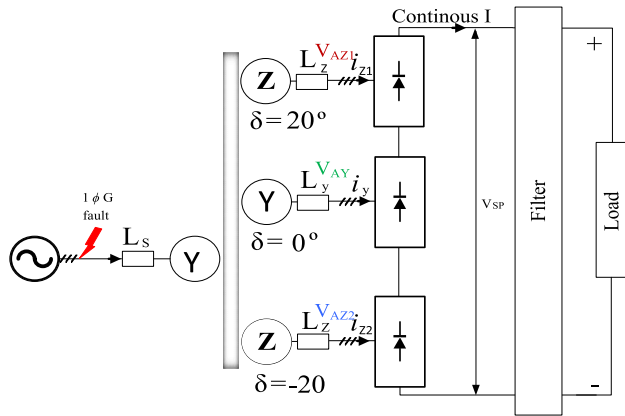 Continous I
Z
L_Z
V_AZ1
i_Z1
δ=20º
Y
L_y
V_AY
i_y
δ= 0º
1 ϕ G
fault
L_S
Y
Z
L_Z
V_AZ2
i_Z2
δ=-20
V_SP
Filter
+
Load
-